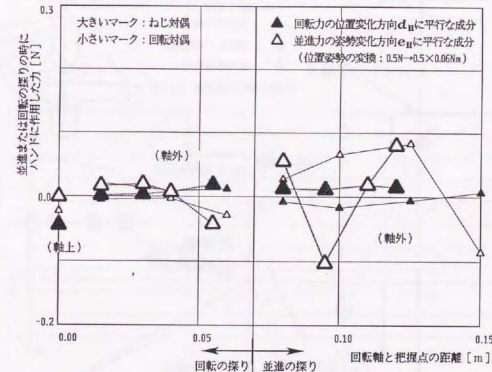 0.3
大きいマーク：ねじ対偶
小さいマーク：回転対偶
▲ 回転力の位置変化方向dHに平行な成分
△ 並進力の姿勢変化方向eHに平行な成分
（位置姿勢の変換：0.5N→0.5×0.06Nm）
並進または回転の探りの時に
ハンドに作用した力［N］
（軸外）
0.0
（軸上）
（軸外）
-0.2
0.00
0.05
0.10
0.15
回転の探り
並進の探り
回転軸と把握点の距離［m］